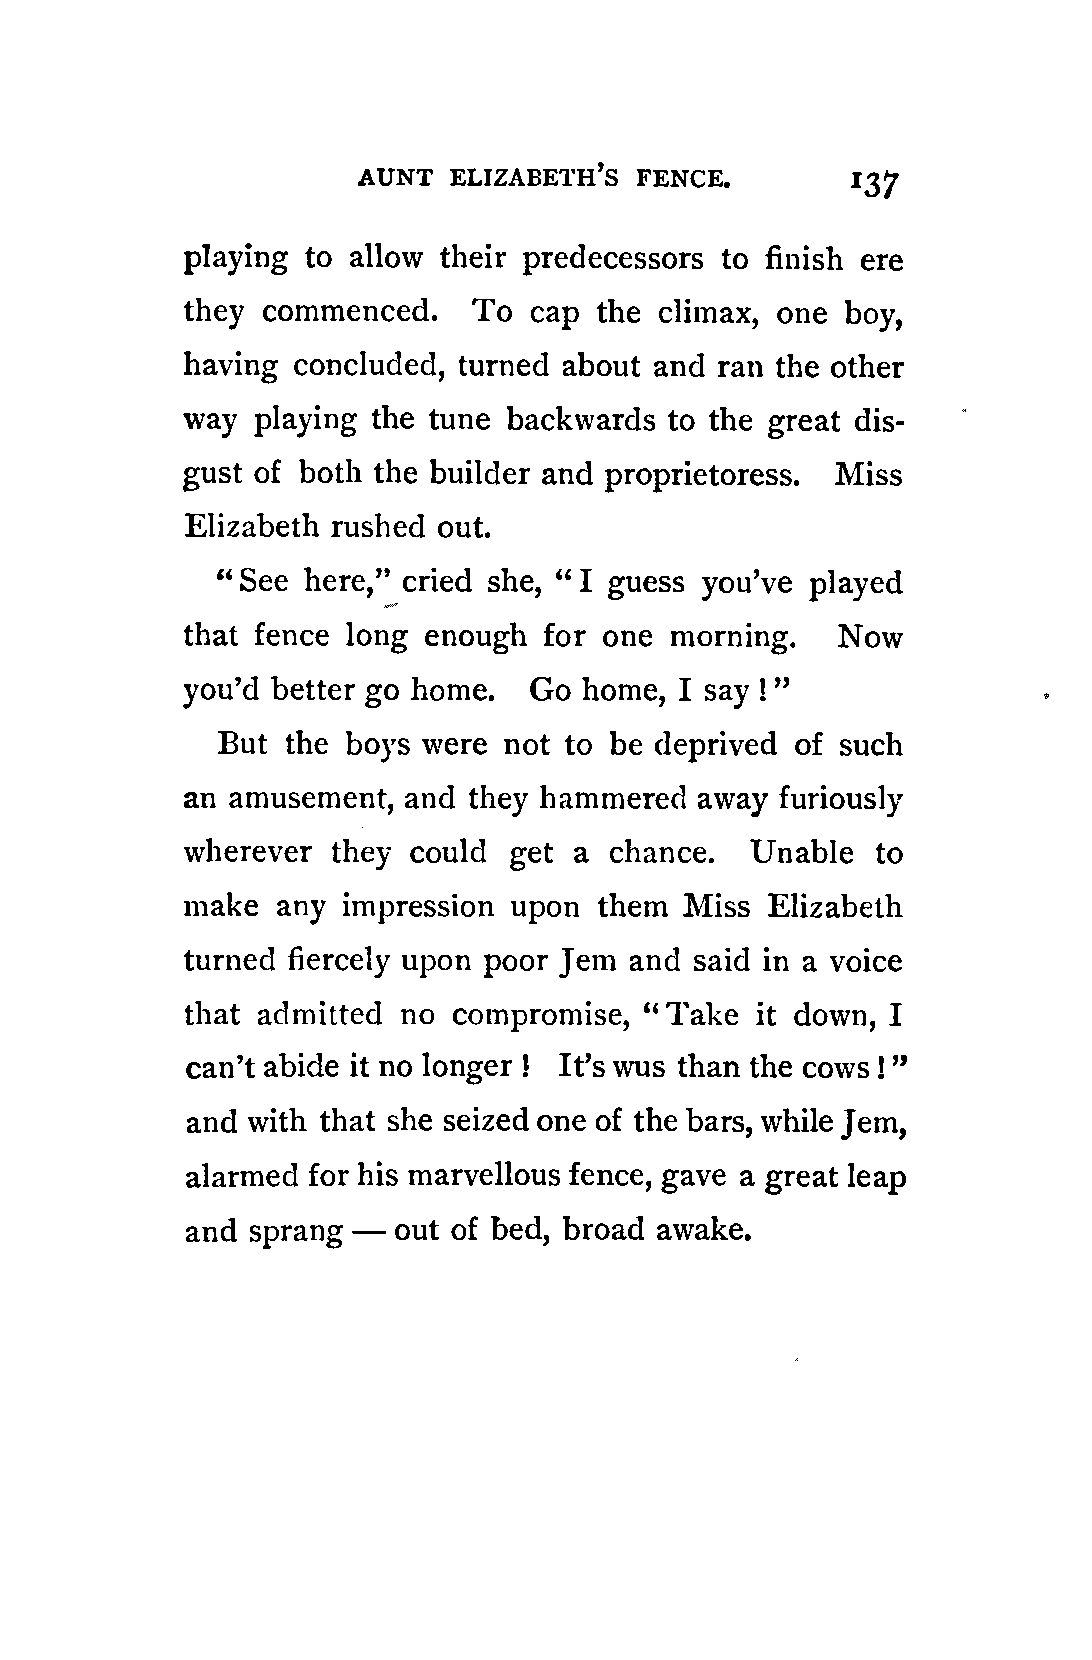 AUNT ELIZABETH'S FENCE. 137
playing to allow their predecessors to finish ere
they commenced. To cap the climax, one boy,
having concluded, turned about and ran the other
way playing the tune backwards to the great dis-
gust of both the builder and proprietoress. Miss
Elizabeth rushed out.
"See here," cried she, "I guess you've played
that fence long enough for one morning. Now
you'd better go home. Go home, I say!"
But the boys were not to be deprived of such
an amusement, and they hammered away furiously
wherever they could get a chance. Unable to
make any impression upon them Miss Elizabeth
turned fiercely upon poor Jem and said in a voice
that admitted no compromise, "Take it down, I
can't abide it no longer! It's wus than the cows!"
and with that she seized one of the bars, while Jem,
alarmed for his marvellous fence, gave a great leap
and sprang — out of bed, broad awake.